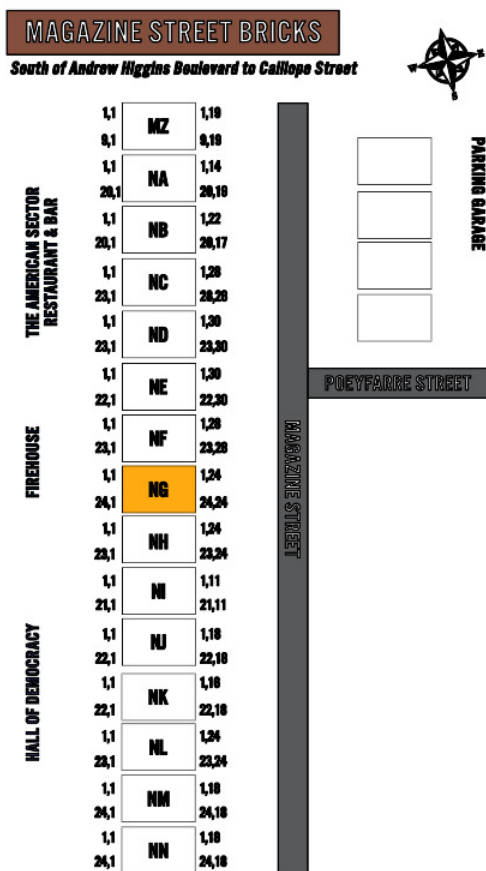 MAGAZINE STREET BRICKS
South of Andrew Higgins Boulevard to Calliope Street
1,1 MZ 1,19
9,1 9,19
1,1 NA 1,14
20,1 20,18
1,1 NB 1,22
20,1 20,17
1,1 NC 1,28
23,1 28,28
1,1 ND 1,30
23,1 23,30
1,1 NE 1,30
22,1 22,30
1,1 NF 1,28
23,1 23,28
1,1 NG 1,24
24,1 24,24
1,1 NH 1,24
23,1 23,24
1,1 NI 1,11
21,1 21,11
1,1 NJ 1,18
22,1 22,18
1,1 NK 1,16
22,1 22,18
1,1 NL 1,24
23,1 23,24
1,1 NM 1,18
24,1 24,18
1,1 NN 1,18
24,1 24,18
THE AMERICAN SECTOR
RESTAURANT & BAR
FIREHOUSE
HALL OF DEMOCRACY
MAGAZINE STREET
POEYFARRE STREET
PARKING GARAGE